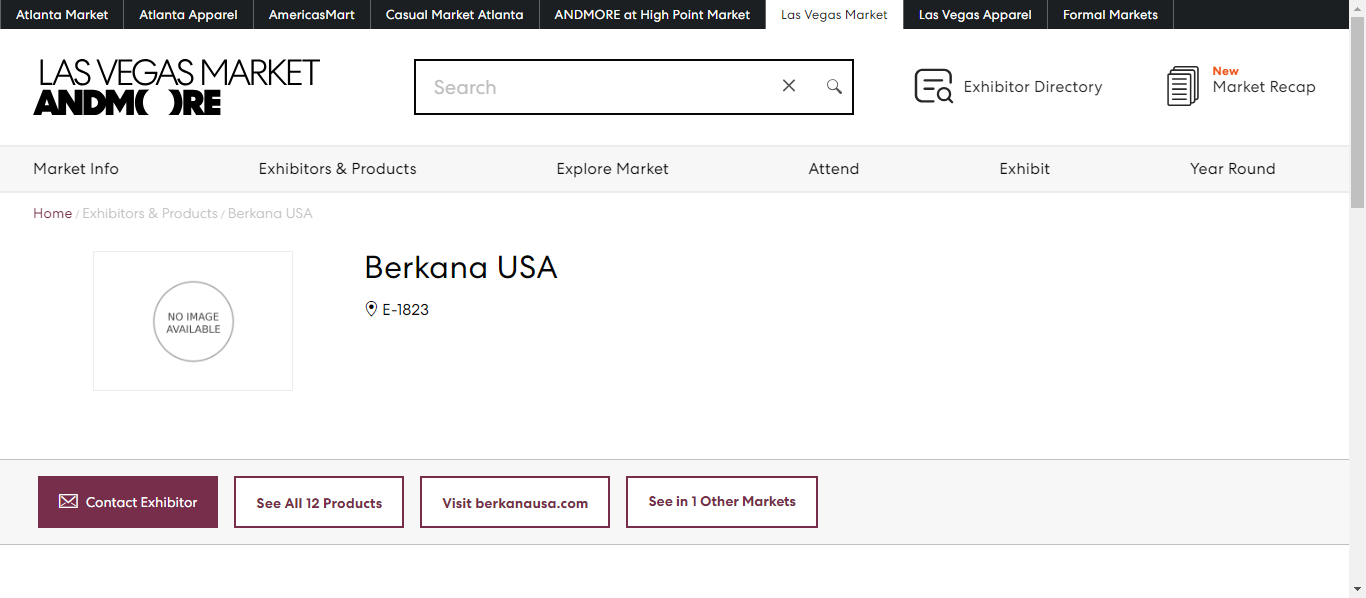 Atlanta Market
Atlanta Apparel
AmericasMart
Casual Market Atlanta
ANDMORE at High Point Market
Las Vegas Market
Las Vegas Apparel
Formal Markets
LAS VEGAS MARKET
ANDM( )RE
Search
Exhibitor Directory
New
Market Recap
Market Info
Exhibitors & Products
Explore Market
Attend
Exhibit
Year Round
Home / Exhibitors & Products / Berkana USA
NO IMAGE
AVAILABLE
Berkana USA
E-1823
Contact Exhibitor
See All 12 Products
Visit berkanausa.com
See in 1 Other Markets